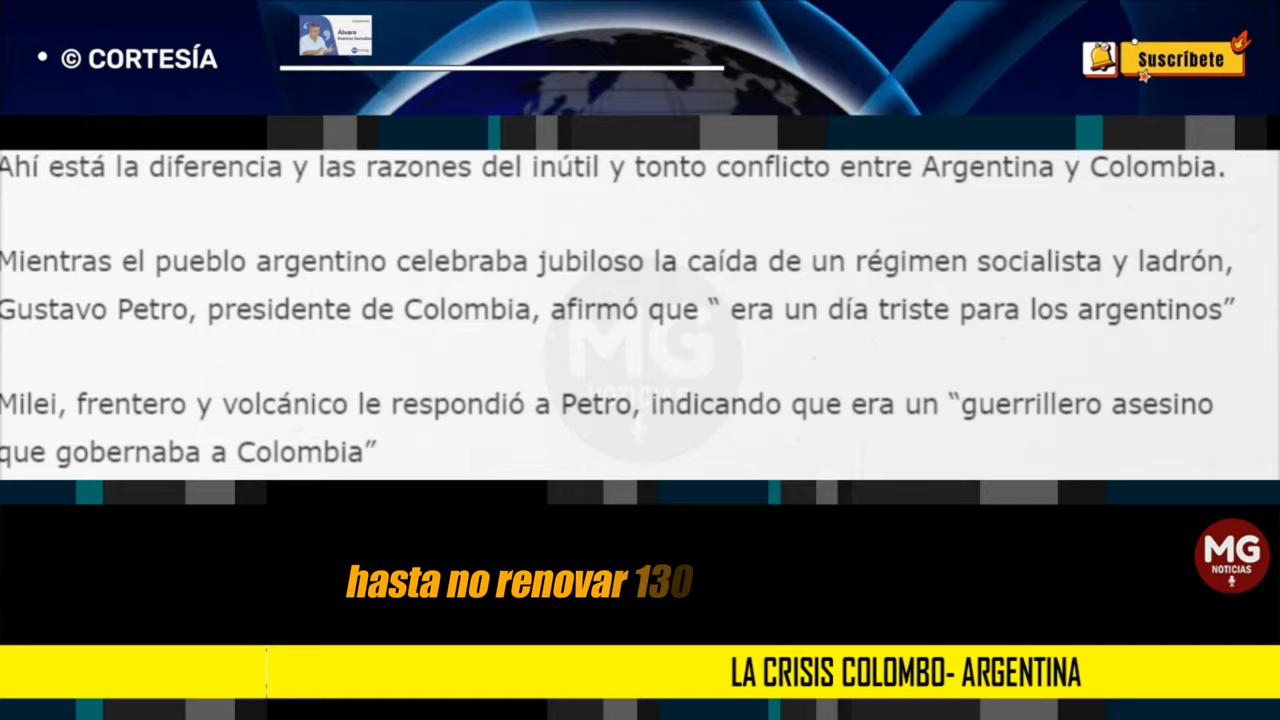 • © CORTESÍA
Álvaro
Suscríbete
Ahí está la diferencia y las razones del inútil y tonto conflicto entre Argentina y Colombia.
Mientras el pueblo argentino celebraba jubiloso la caída de un régimen socialista y ladrón,
Gustavo Petro, presidente de Colombia, afirmó que “ era un día triste para los argentinos”
Milei, frentero y volcánico le respondió a Petro, indicando que era un “guerrillero asesino
que gobernaba a Colombia”
MG
NOTICIAS
hasta no renovar 130
MG
NOTICIAS
LA CRISIS COLOMBO- ARGENTINA